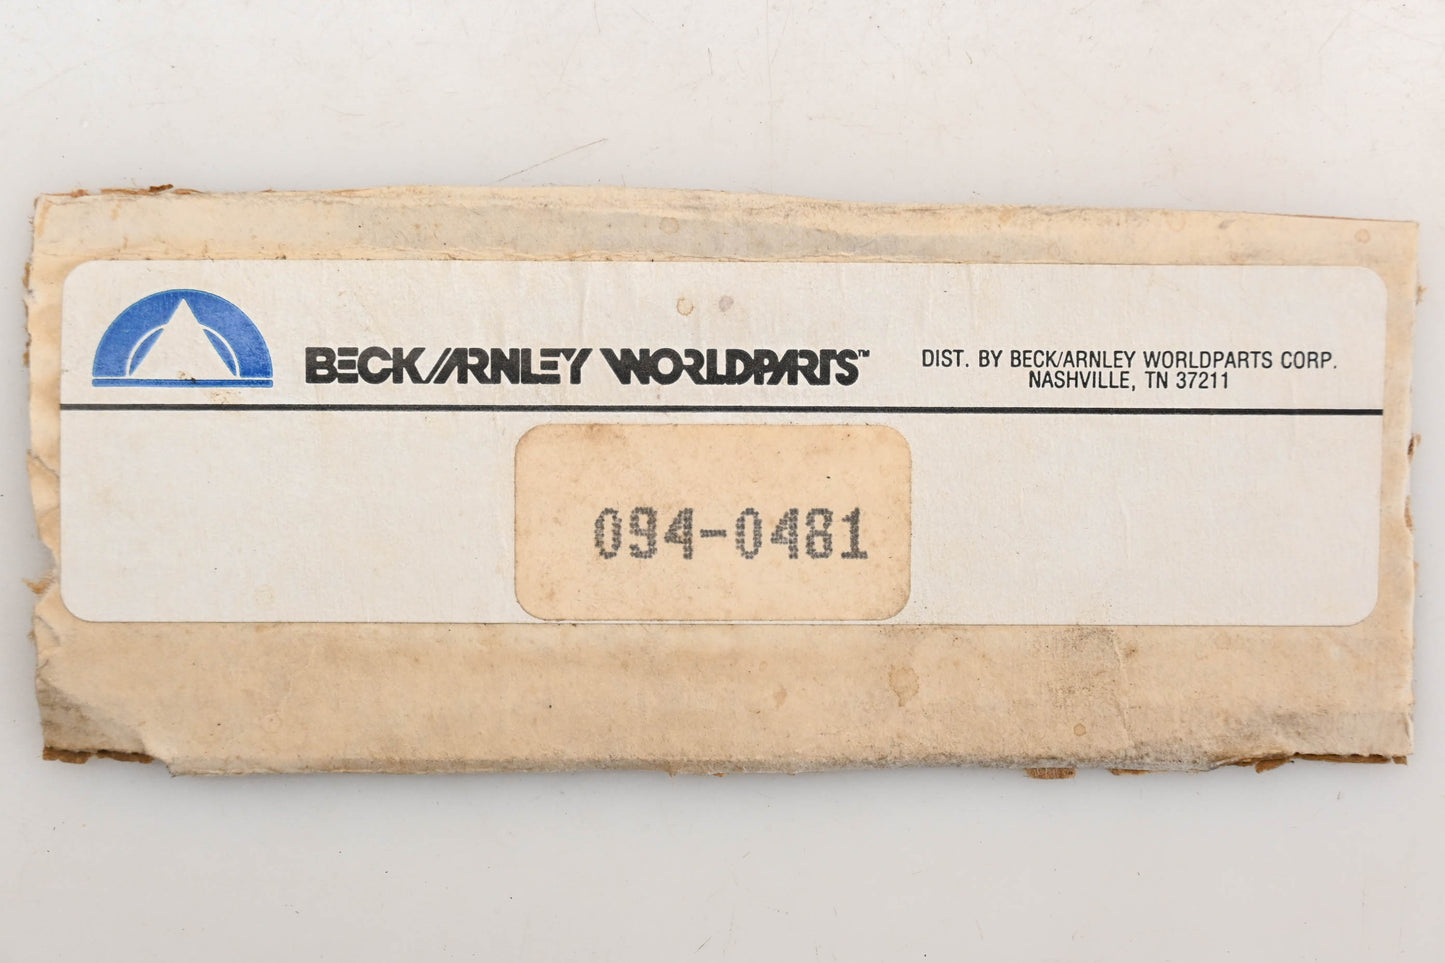 BECK/ARNLEY WORLDPARTS™
DIST. BY BECK/ARNLEY WORLDPARTS CORP.
NASHVILLE, TN 37211
094-0481